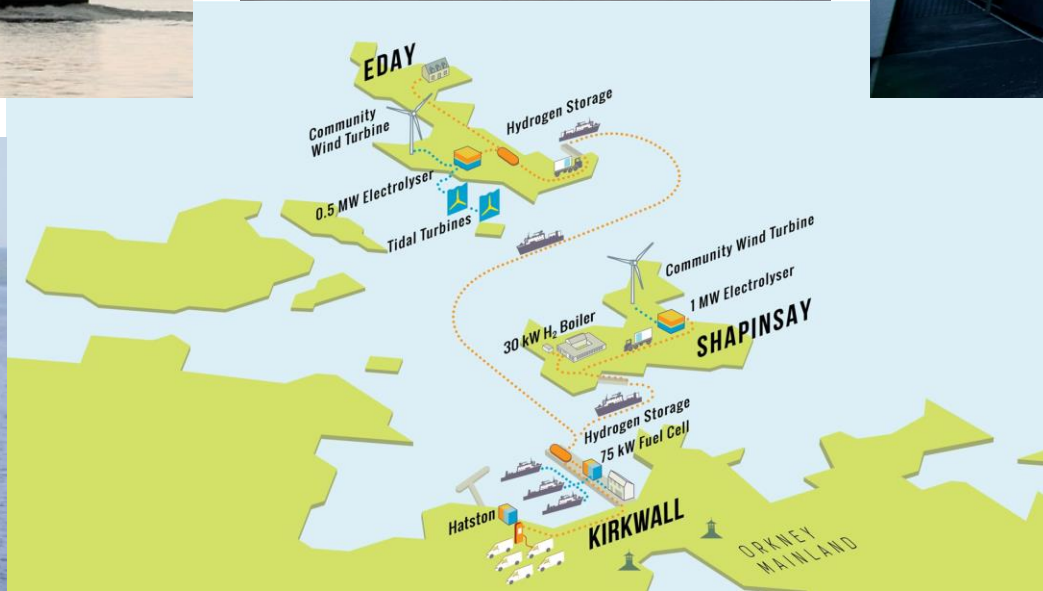 EDAY
Community
Wind Turbine
Hydrogen Storage
0.5 MW Electrolyser
Tidal Turbines
Community Wind Turbine
1 MW Electrolyser
30 kW H₂ Boiler
SHAPINSAY
Hydrogen Storage
75 kW Fuel Cell
Hatston
KIRKWALL
ORKNEY
MAINLAND